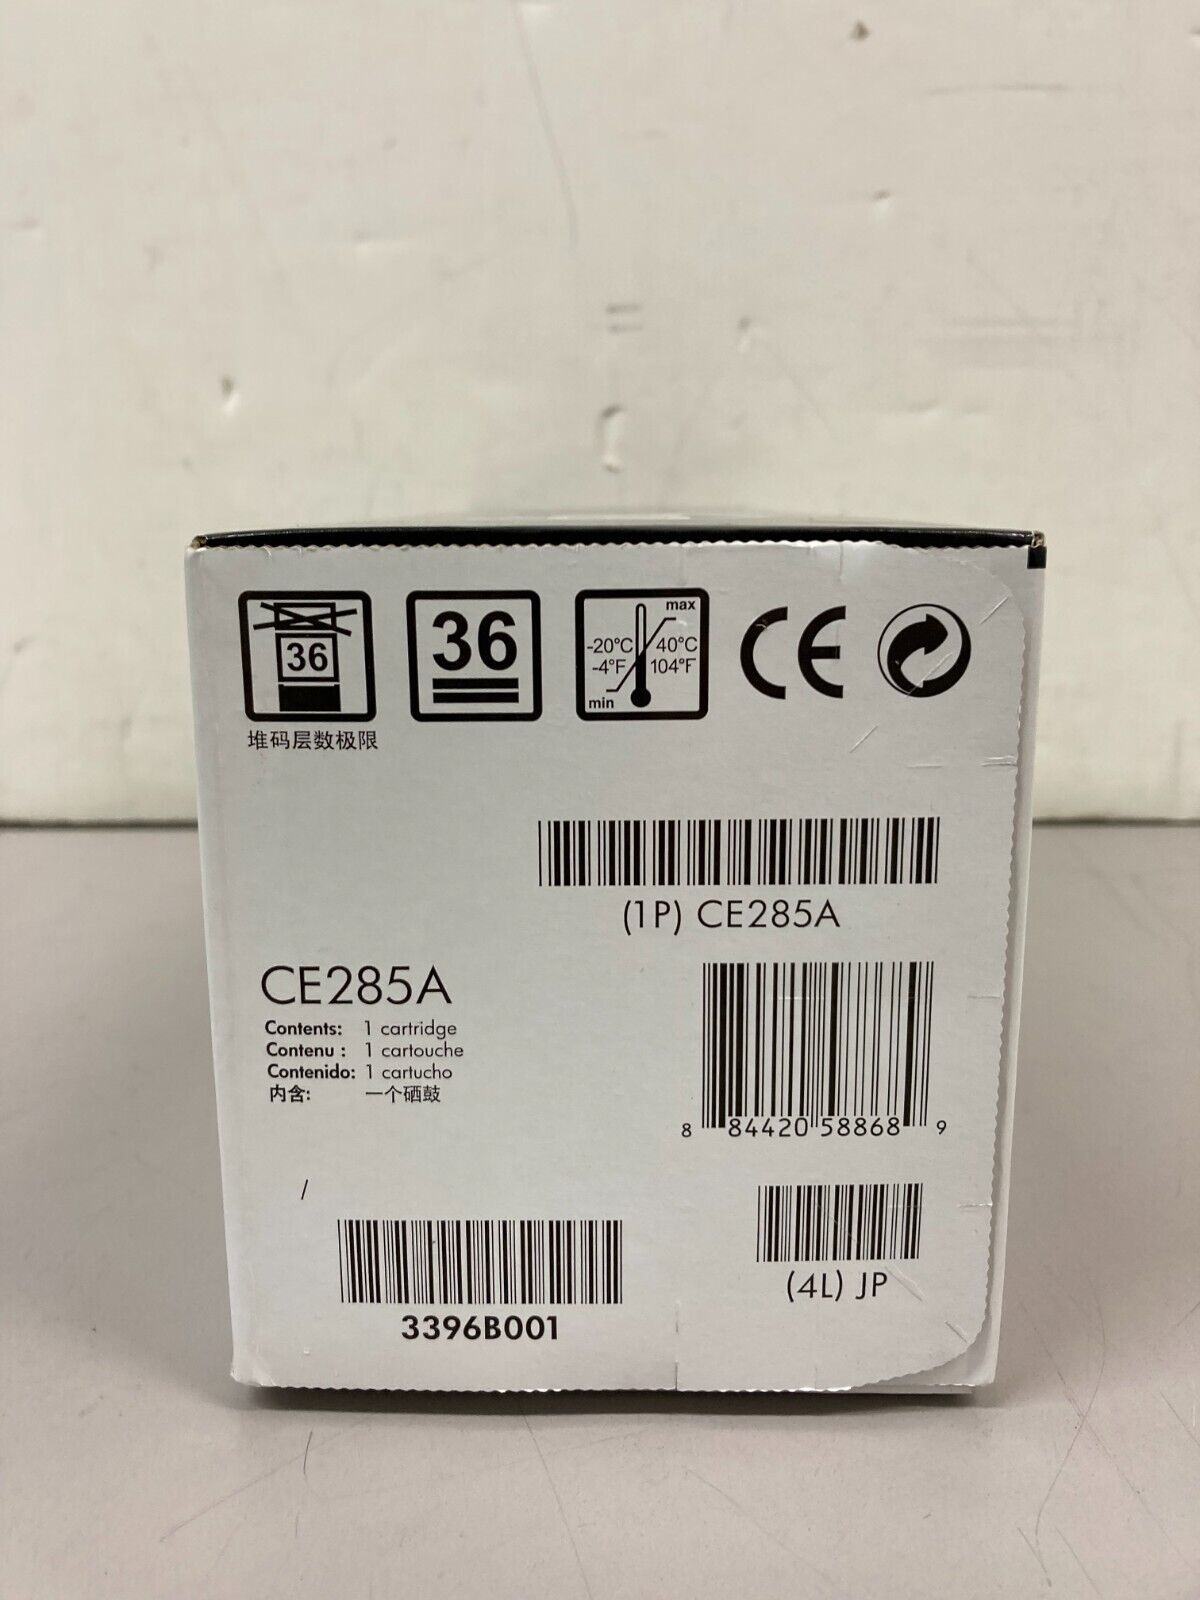 36
36
max
-20°C 40°C
-4°F 104°F
min
CE
堆码层数极限
(1P) CE285A
CE285A
Contents: 1 cartridge
Contenu : 1 cartouche
Contenido: 1 cartucho
内含: 一个硒鼓
8 84420 58868 9
/
3396B001
(4L) JP